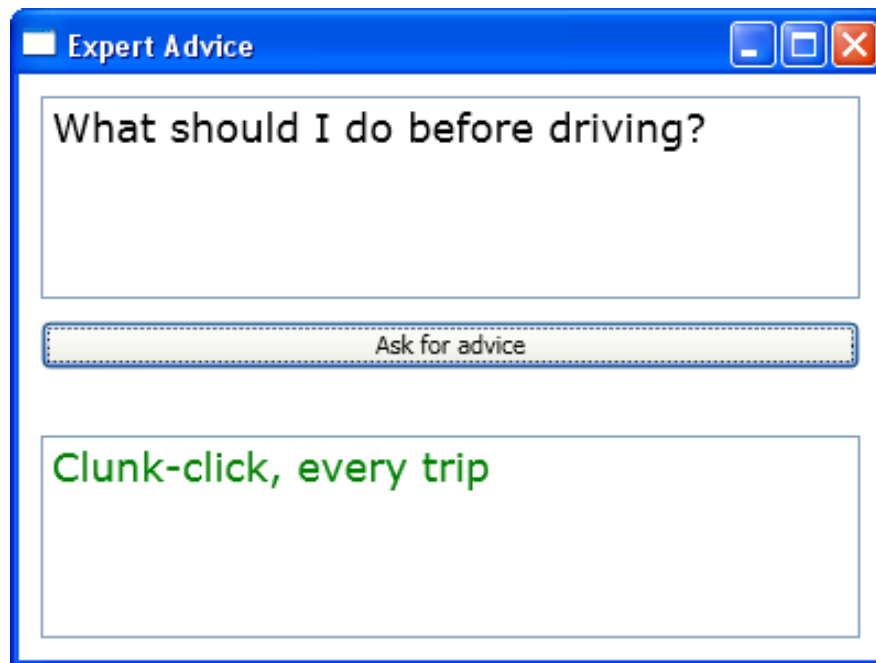 Expert Advice
What should I do before driving?
Ask for advice
Clunk-click, every trip